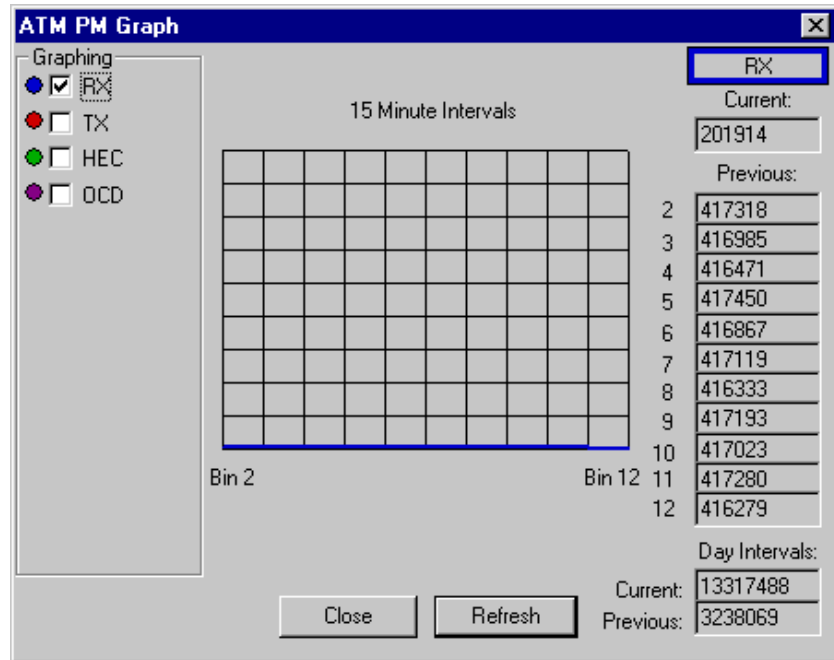 ATM PM Graph
Graphing
RX
TX
HEC
OCD
15 Minute Intervals
Bin 2
Bin 12
RX
Current:
201914
Previous:
2 417318
3 416985
4 416471
5 417450
6 416867
7 417119
8 416333
9 417193
10 417023
11 417280
12 416279
Day Intervals:
Current: 13317488
Previous: 3238069
Close
Refresh